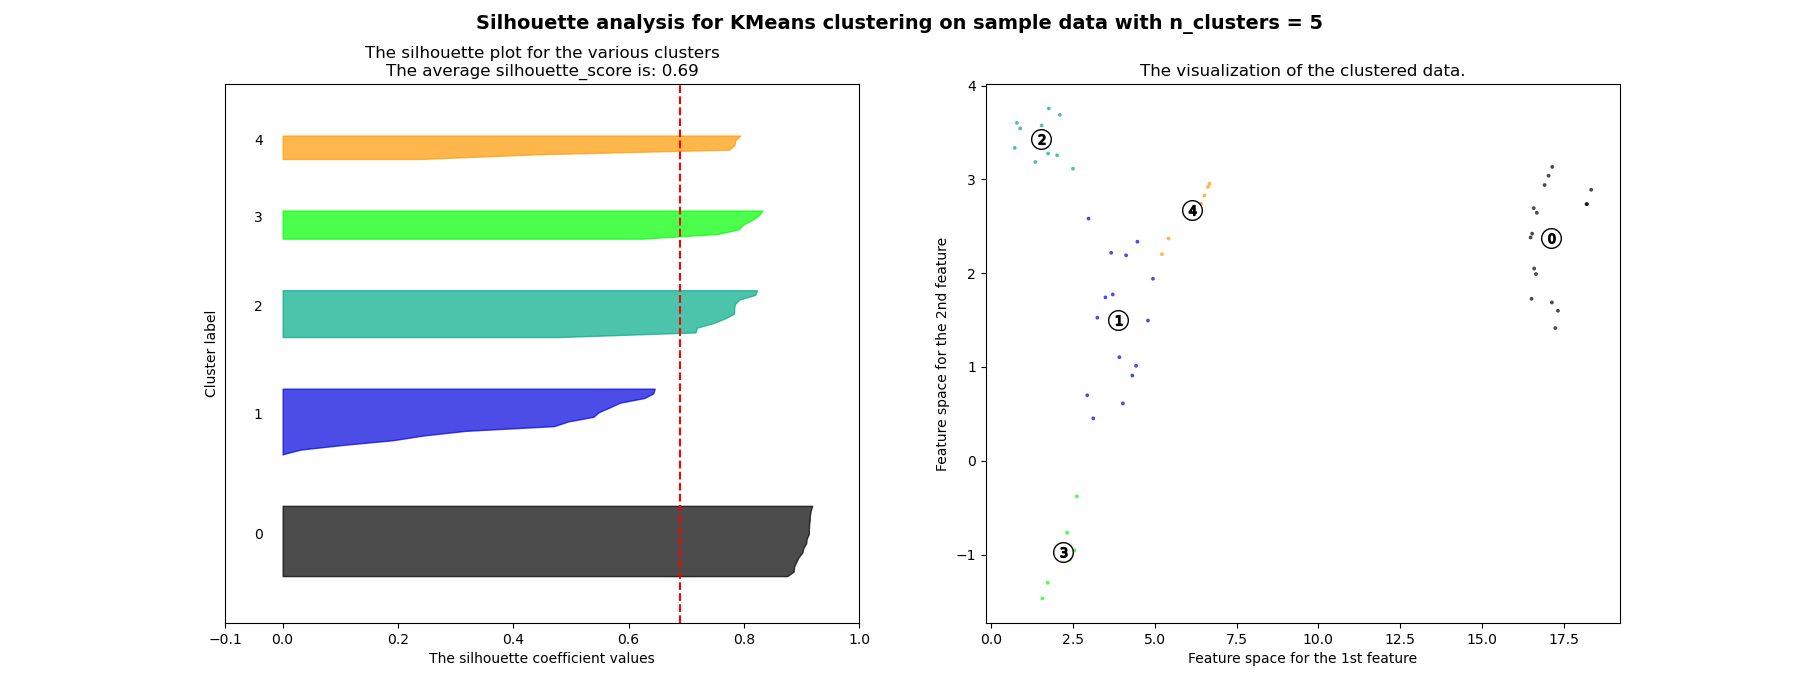 Silhouette analysis for KMeans clustering on sample data with n_clusters = 5
The silhouette plot for the various clusters
The average silhouette_score is: 0.69
4
3
2
1
0
Cluster label
−0.1 0.0 0.2 0.4 0.6 0.8 1.0
The silhouette coefficient values
The visualization of the clustered data.
4
3
2
1
0
−1
Feature space for the 2nd feature
2
4
0
1
3
0.0 2.5 5.0 7.5 10.0 12.5 15.0 17.5
Feature space for the 1st feature